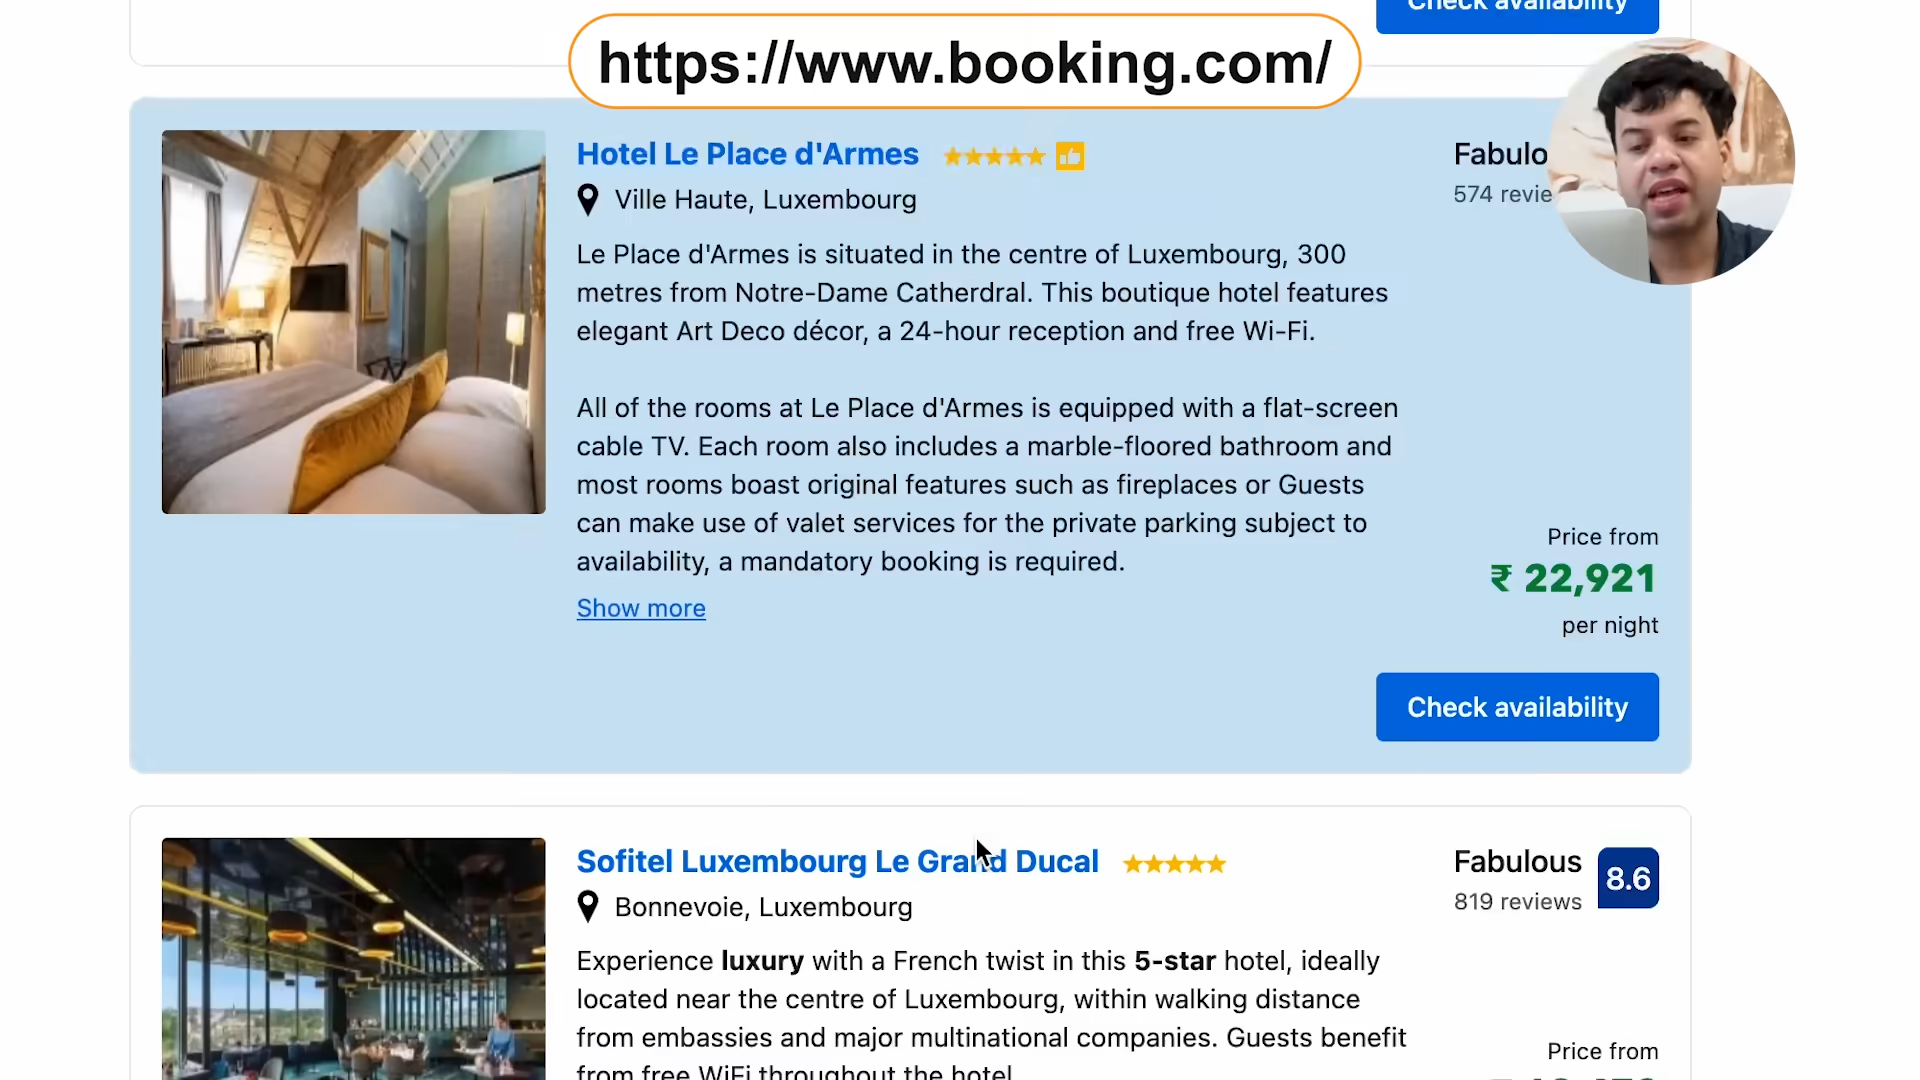 Check availability
https://www.booking.com/
Hotel Le Place d'Armes
Fabulo
574 revie
Ville Haute, Luxembourg
Le Place d'Armes is situated in the centre of Luxembourg, 300
metres from Notre-Dame Catherdral. This boutique hotel features
elegant Art Deco décor, a 24-hour reception and free Wi-Fi.
All of the rooms at Le Place d'Armes is equipped with a flat-screen
cable TV. Each room also includes a marble-floored bathroom and
most rooms boast original features such as fireplaces or Guests
can make use of valet services for the private parking subject to
availability, a mandatory booking is required.
Show more
Price from
₹ 22,921
per night
Check availability
Sofitel Luxembourg Le Grand Ducal
Fabulous
8.6
819 reviews
Bonnevoie, Luxembourg
Experience luxury with a French twist in this 5-star hotel, ideally
located near the centre of Luxembourg, within walking distance
from embassies and major multinational companies. Guests benefit
from free WiFi throughout the hotel.
Price from